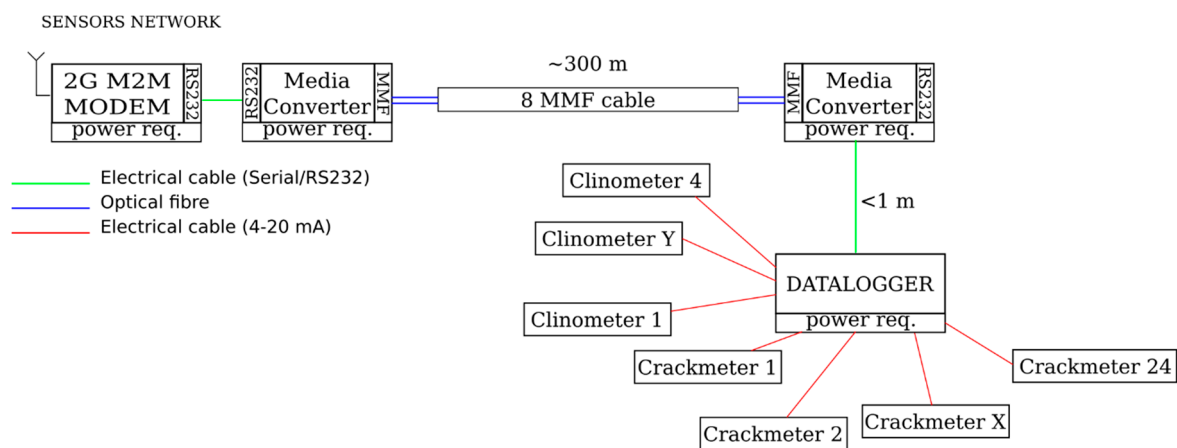 SENSORS NETWORK
2G M2M
MODEM
RS232
power req.
RS232
Media
Converter
MMF
power req.
~300 m
8 MMF cable
MMF
Media
Converter
RS232
power req.
Electrical cable (Serial/RS232)
Optical fibre
Electrical cable (4-20 mA)
<1 m
Clinometer 4
Clinometer Y
Clinometer 1
DATALOGGER
power req.
Crackmeter 1
Crackmeter 2
Crackmeter X
Crackmeter 24